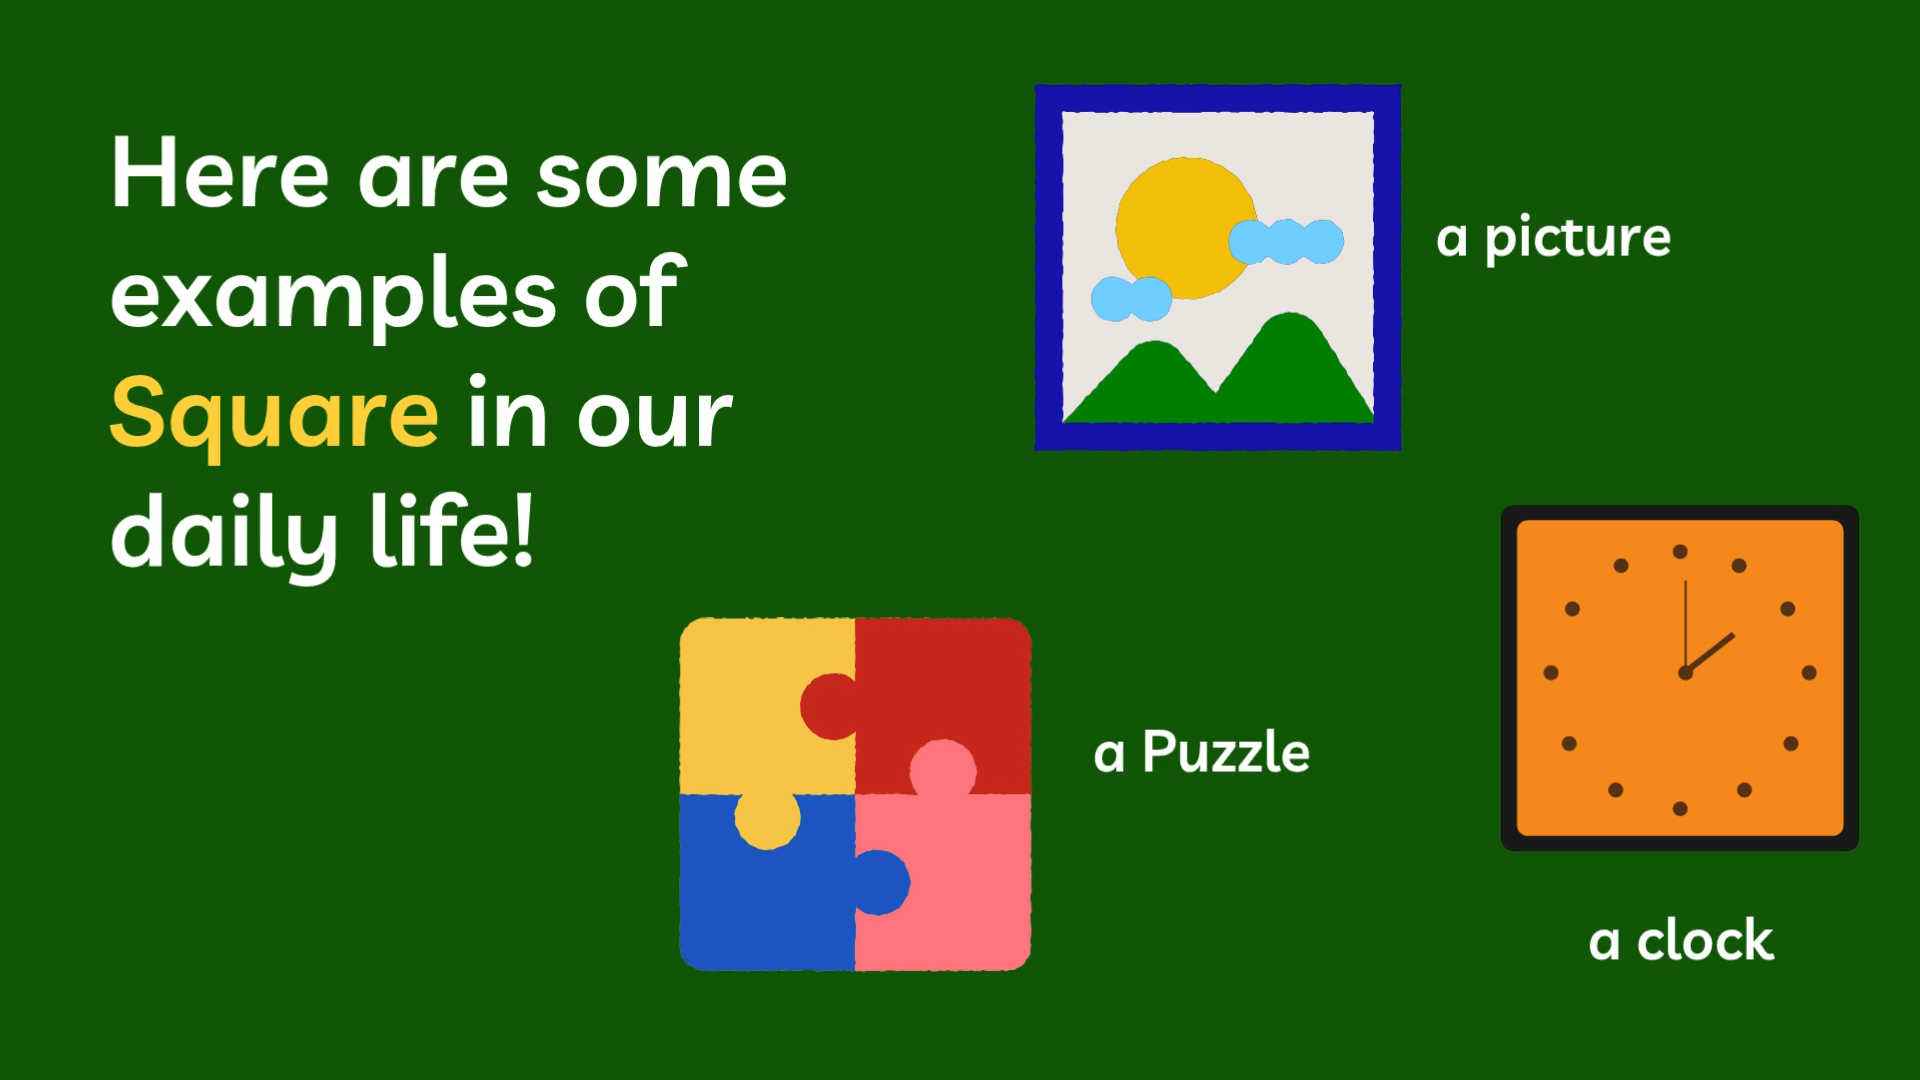 Here are some
examples of
Square in our
daily life!
a picture
a Puzzle
a clock